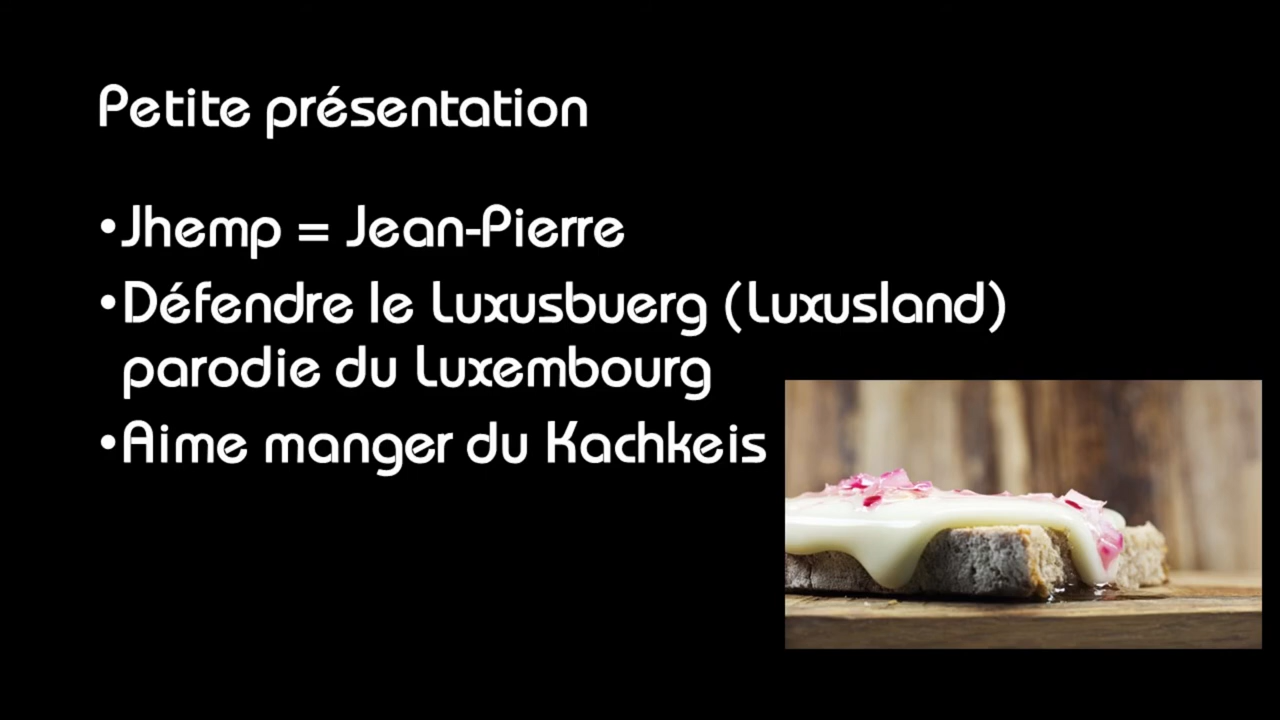 Petite présentation
•Jhemp = Jean-Pierre
•Défendre le Luxusbuerg (Luxusland)
parodie du Luxembourg
•Aime manger du Kachkeis